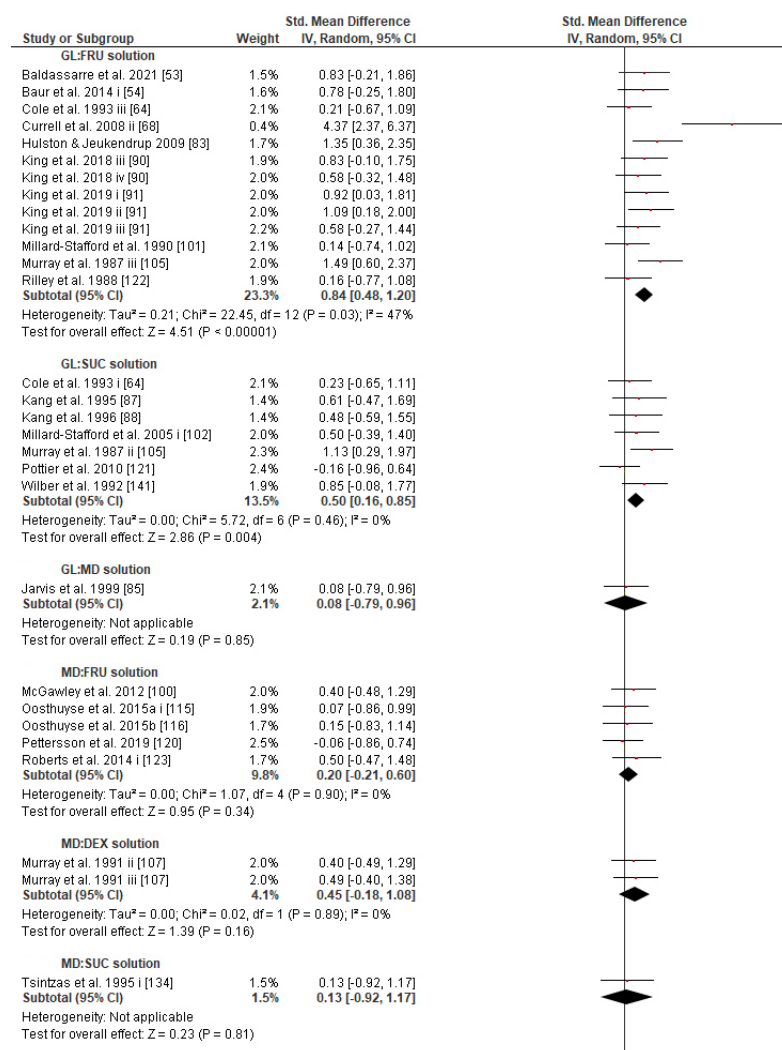 Std. Mean Difference Std. Mean Difference
Study or Subgroup Weight IV, Random, 95% CI IV, Random, 95% CI
GL:FRU solution
Baldassarre et al. 2021 [53] 1.5% 0.83 [-0.21, 1.86]
Baur et al. 2014 i [54] 1.6% 0.78 [-0.25, 1.80]
Cole et al. 1993 iii [64] 2.1% 0.21 [-0.67, 1.09]
Currell et al. 2008 ii [68] 0.4% 4.37 [2.37, 6.37]
Hulston & Jeukendrup 2009 [83] 1.7% 1.35 [0.36, 2.35]
King et al. 2018 iii [90] 1.9% 0.83 [-0.10, 1.75]
King et al. 2018 iv [90] 2.0% 0.58 [-0.32, 1.48]
King et al. 2019 i [91] 2.0% 0.92 [0.03, 1.81]
King et al. 2019 ii [91] 2.0% 1.09 [0.18, 2.00]
King et al. 2019 iii [91] 2.2% 0.58 [-0.27, 1.44]
Millard-Stafford et al. 1990 [101] 2.1% 0.14 [-0.74, 1.02]
Murray et al. 1987 iii [105] 2.0% 1.49 [0.60, 2.37]
Rilley et al. 1988 [122] 1.9% 0.16 [-0.77, 1.08]
Subtotal (95% CI) 23.3% 0.84 [0.48, 1.20]
Heterogeneity: Tau² = 0.21; Chi² = 22.45, df = 12 (P = 0.03); I² = 47%
Test for overall effect: Z = 4.51 (P < 0.00001)
GL:SUC solution
Cole et al. 1993 i [64] 2.1% 0.23 [-0.65, 1.11]
Kang et al. 1995 [87] 1.4% 0.61 [-0.47, 1.69]
Kang et al. 1996 [88] 1.4% 0.48 [-0.59, 1.55]
Millard-Stafford et al. 2005 i [102] 2.0% 0.50 [-0.39, 1.40]
Murray et al. 1987 ii [105] 2.3% 1.13 [0.29, 1.97]
Pottier et al. 2010 [121] 2.4% -0.16 [-0.96, 0.64]
Wilber et al. 1992 [141] 1.9% 0.85 [-0.08, 1.77]
Subtotal (95% CI) 13.5% 0.50 [0.16, 0.85]
Heterogeneity: Tau² = 0.00; Chi² = 5.72, df = 6 (P = 0.46); I² = 0%
Test for overall effect: Z = 2.86 (P = 0.004)
GL:MD solution
Jarvis et al. 1999 [85] 2.1% 0.08 [-0.79, 0.96]
Subtotal (95% CI) 2.1% 0.08 [-0.79, 0.96]
Heterogeneity: Not applicable
Test for overall effect: Z = 0.19 (P = 0.85)
MD:FRU solution
McGawley et al. 2012 [100] 2.0% 0.40 [-0.48, 1.29]
Oosthuyse et al. 2015a i [115] 1.9% 0.07 [-0.86, 0.99]
Oosthuyse et al. 2015b [116] 1.7% 0.15 [-0.83, 1.14]
Pettersson et al. 2019 [120] 2.5% -0.06 [-0.86, 0.74]
Roberts et al. 2014 i [123] 1.7% 0.50 [-0.47, 1.48]
Subtotal (95% CI) 9.8% 0.20 [-0.21, 0.60]
Heterogeneity: Tau² = 0.00; Chi² = 1.07, df = 4 (P = 0.90); I² = 0%
Test for overall effect: Z = 0.95 (P = 0.34)
MD:DEX solution
Murray et al. 1991 ii [107] 2.0% 0.40 [-0.49, 1.29]
Murray et al. 1991 iii [107] 2.0% 0.49 [-0.40, 1.38]
Subtotal (95% CI) 4.1% 0.45 [-0.18, 1.08]
Heterogeneity: Tau² = 0.00; Chi² = 0.02, df = 1 (P = 0.89); I² = 0%
Test for overall effect: Z = 1.39 (P = 0.16)
MD:SUC solution
Tsintzas et al. 1995 i [134] 1.5% 0.13 [-0.92, 1.17]
Subtotal (95% CI) 1.5% 0.13 [-0.92, 1.17]
Heterogeneity: Not applicable
Test for overall effect: Z = 0.23 (P = 0.81)